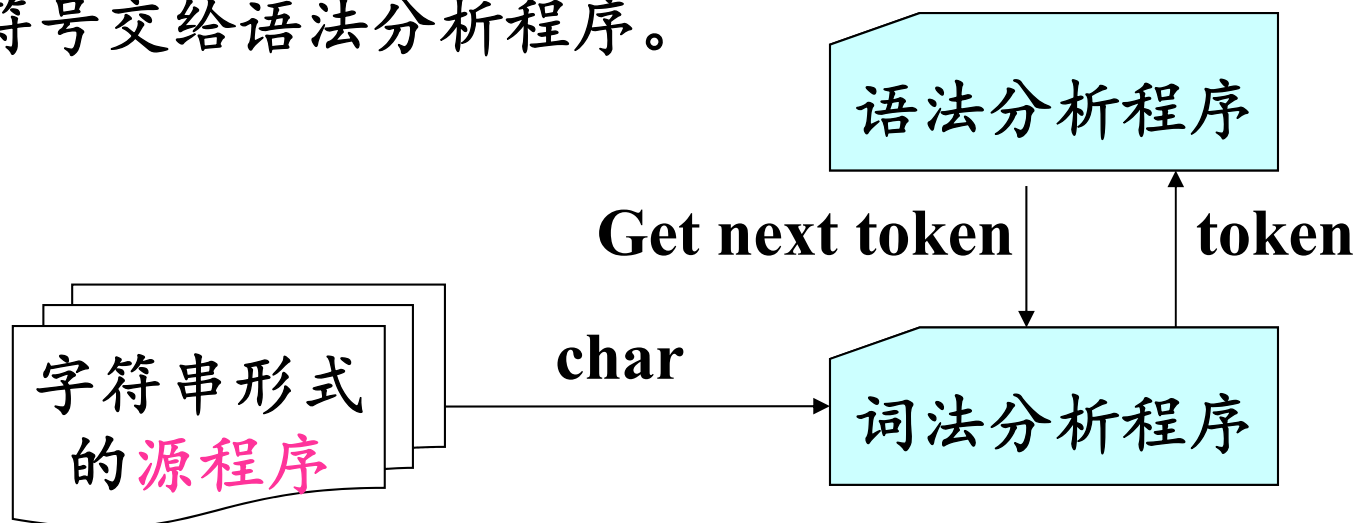 符号交给语法分析程序。
语法分析程序
Get next token
token
字符串形式
的源程序
char
词法分析程序